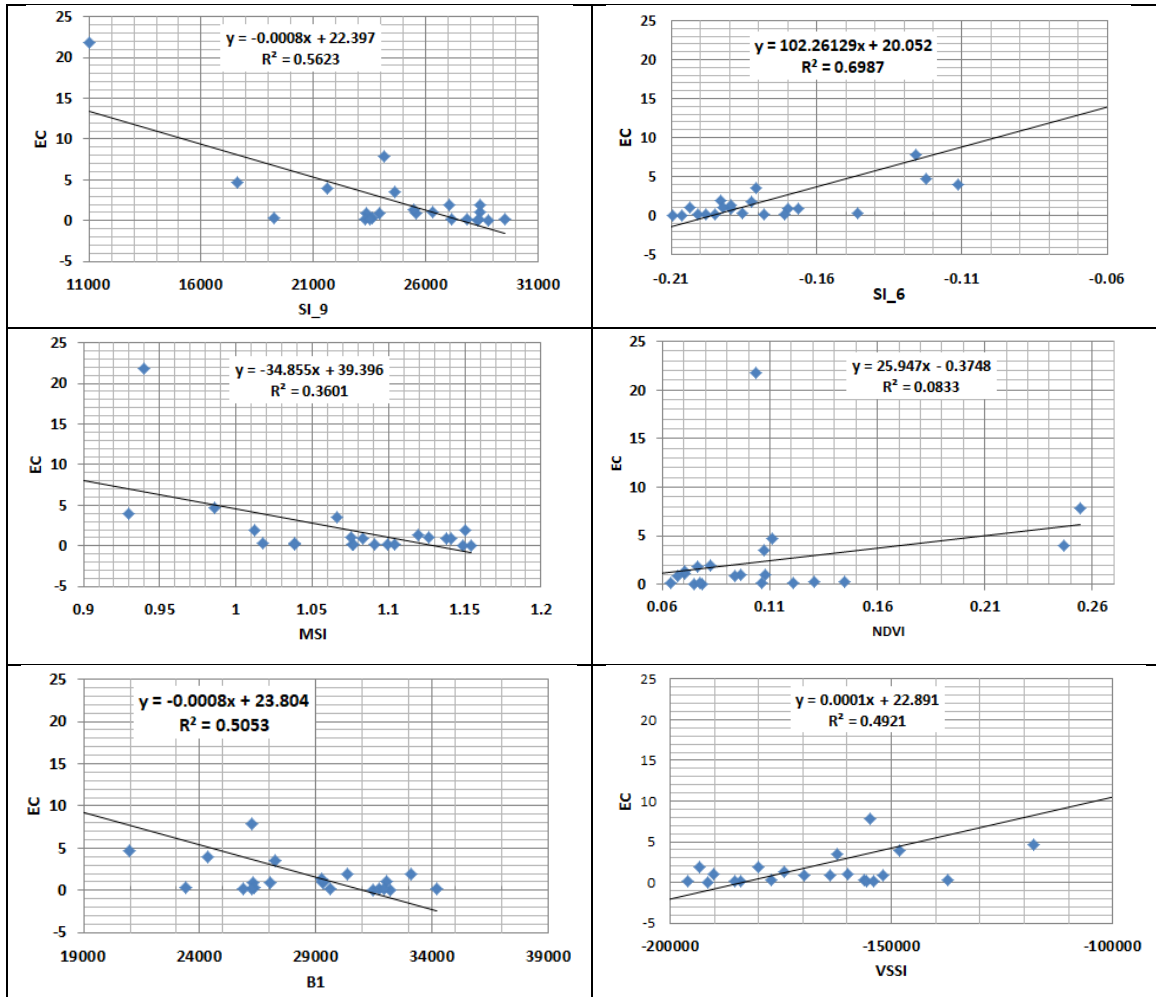 25
20
15
10
5
0
-5
EC
y = -0.0008x + 22.397
R² = 0.5623
11000 16000 21000 26000 31000
SI_9
25
20
15
10
5
0
-5
EC
y = 102.26129x + 20.052
R² = 0.6987
-0.21 -0.16 -0.11 -0.06
SI_6
25
20
15
10
5
0
-5
EC
y = -34.855x + 39.396
R² = 0.3601
0.9 0.95 1 1.05 1.1 1.15 1.2
MSI
25
20
15
10
5
0
EC
y = 25.947x - 0.3748
R² = 0.0833
0.06 0.11 0.16 0.21 0.26
NDVI
25
20
15
10
5
0
-5
EC
y = -0.0008x + 23.804
R² = 0.5053
19000 24000 29000 34000 39000
B1
25
20
15
10
5
0
-5
EC
y = 0.0001x + 22.891
R² = 0.4921
-200000 -150000 -100000
VSSI